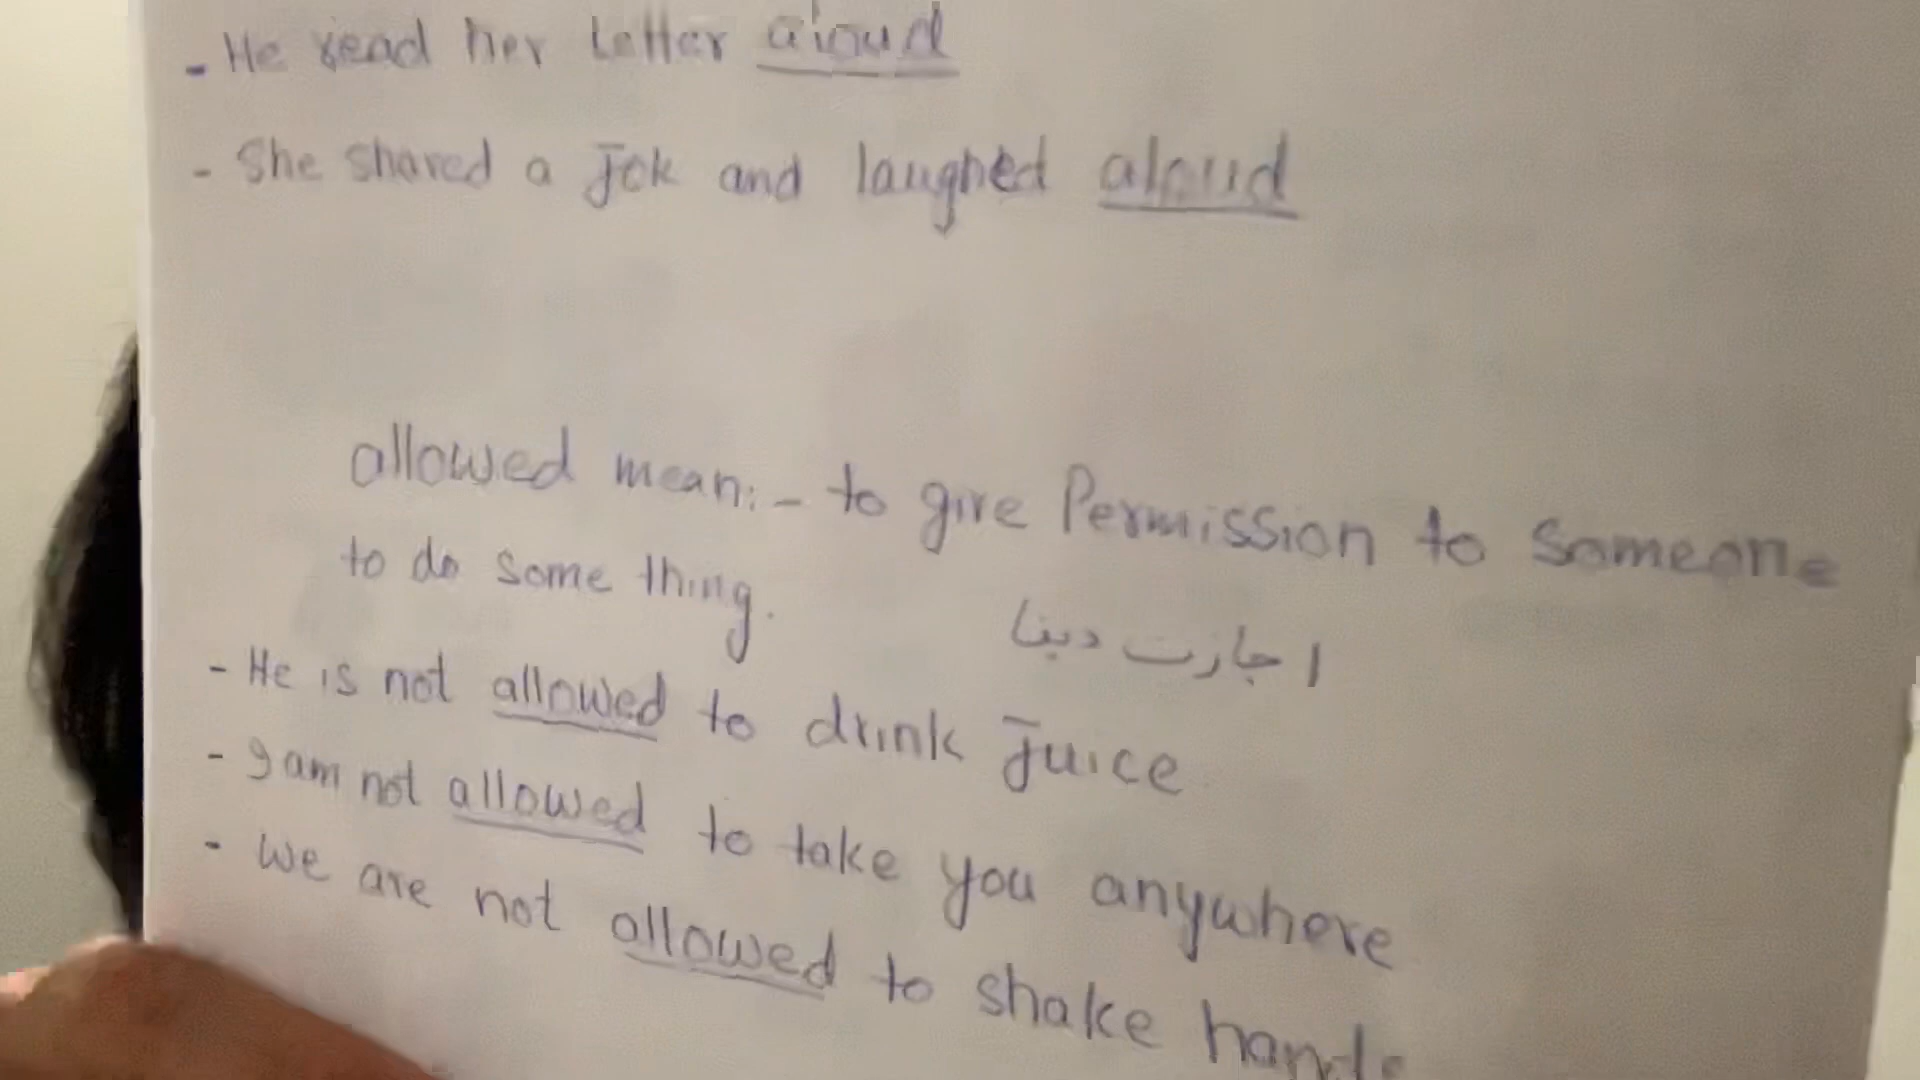 - He read her letter aloud
- She shared a Jok and laughed aloud
allowed mean:- to give Permission to Someone
to do some thing.
اجازت دینا
- He is not allowed to drink Juice
- I am not allowed to take you anywhere
- We are not allowed to shake hands